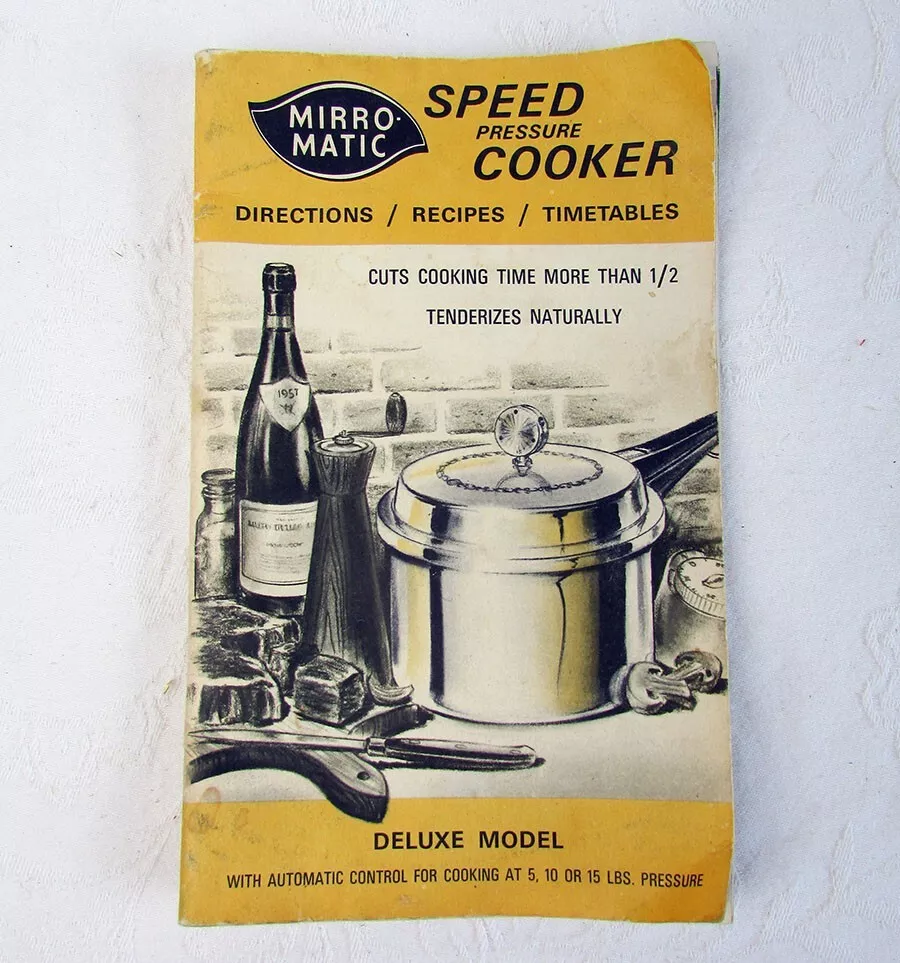 MIRRO-
MATIC
SPEED
PRESSURE
COOKER
DIRECTIONS / RECIPES / TIMETABLES
CUTS COOKING TIME MORE THAN 1/2
TENDERIZES NATURALLY
1957
DELUXE MODEL
WITH AUTOMATIC CONTROL FOR COOKING AT 5, 10 OR 15 LBS. PRESSURE